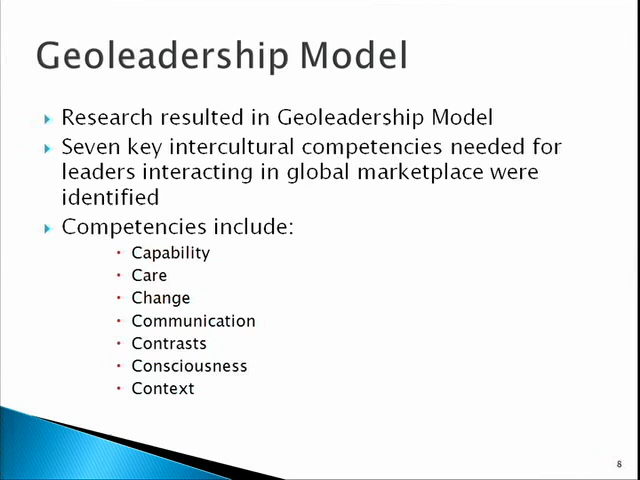 Geoleadership Model
Research resulted in Geoleadership Model
Seven key intercultural competencies needed for
leaders interacting in global marketplace were
identified
Competencies include:
Capability
Care
Change
Communication
Contrasts
Consciousness
Context
8